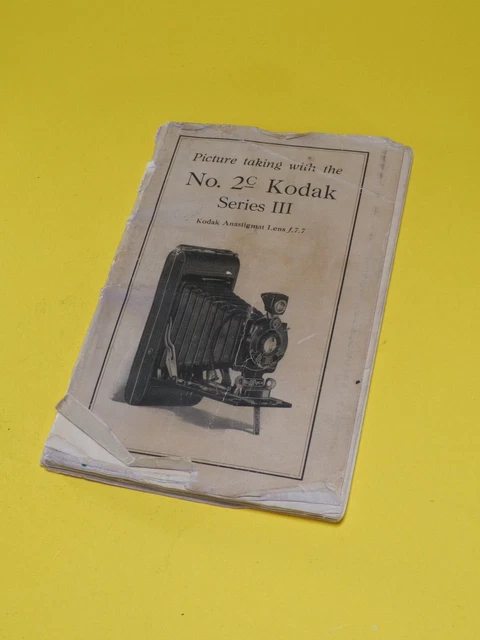 Picture taking with the
No. 2C Kodak
Series III
Kodak Anastigmat Lens f.7.7